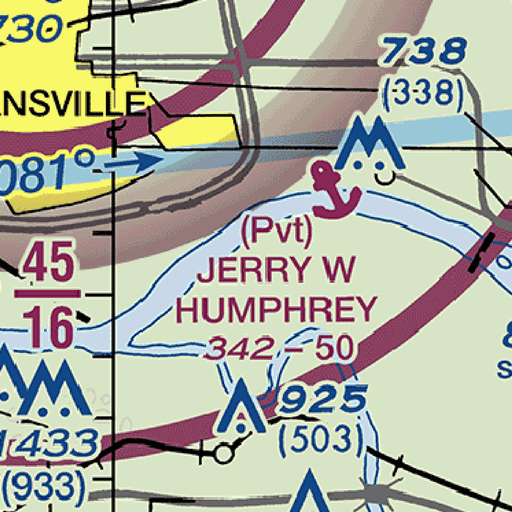 730
738
(338)
ANSVILLE
081°
(Pvt)
JERRY W
HUMPHREY
342 - 50
45
16
925
(503)
1433
(933)